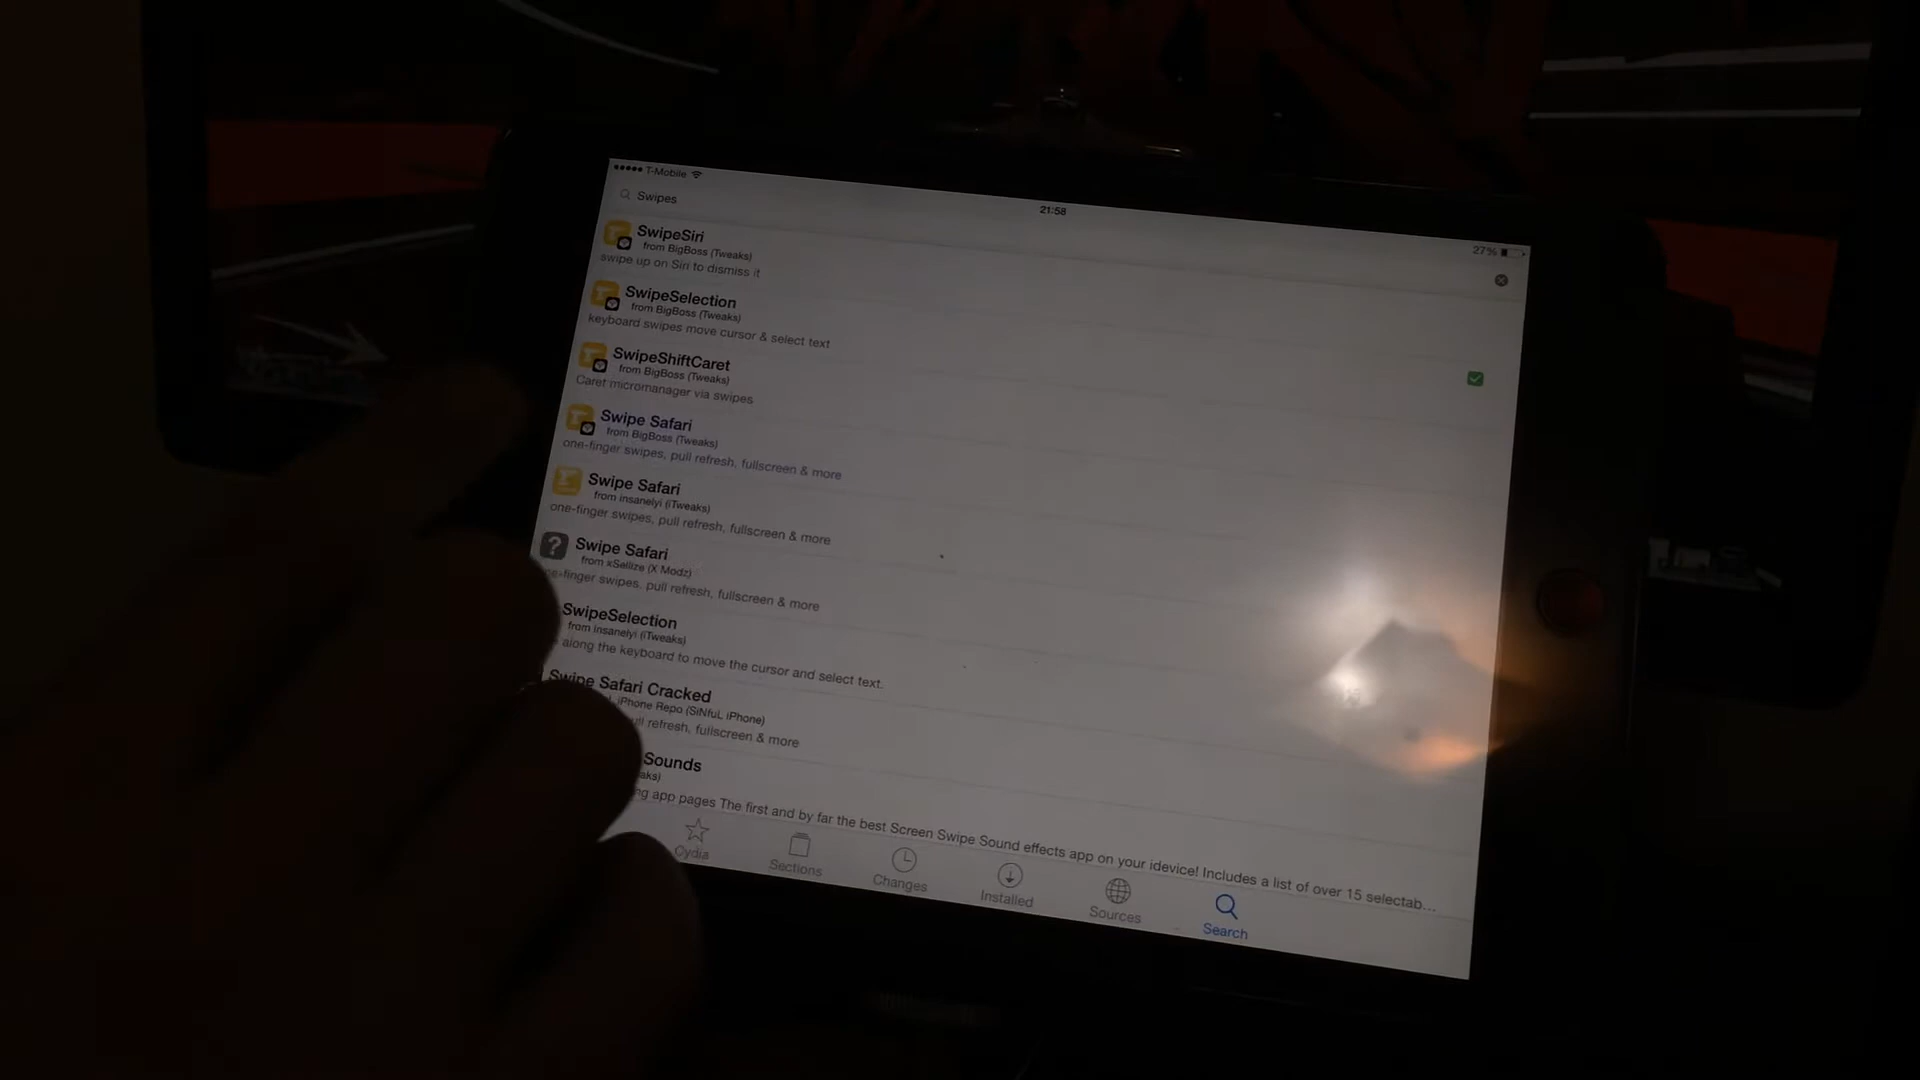 T-Mobile
21:58
27%
Swipes
SwipeSiri
from BigBoss (Tweaks)
swipe up on Siri to dismiss it
SwipeSelection
from BigBoss (Tweaks)
keyboard swipes move cursor & select text
SwipeShiftCaret
from BigBoss (Tweaks)
Caret micromanager via swipes
Swipe Safari
from BigBoss (Tweaks)
one-finger swipes, pull refresh, fullscreen & more
Swipe Safari
from insanelyi (iTweaks)
one-finger swipes, pull refresh, fullscreen & more
?
Swipe Safari
from xSellize (X Modz)
ne-finger swipes, pull refresh, fullscreen & more
SwipeSelection
from insanelyi (iTweaks)
along the keyboard to move the cursor and select text.
Swipe Safari Cracked
iPhone Repo (SiNfuL iPhone)
ull refresh, fullscreen & more
Sounds
aks)
ng app pages The first and by far the best Screen Swipe Sound effects app on your idevice! Includes a list of over 15 selectab...
Cydia
Sections
Changes
Installed
Sources
Search